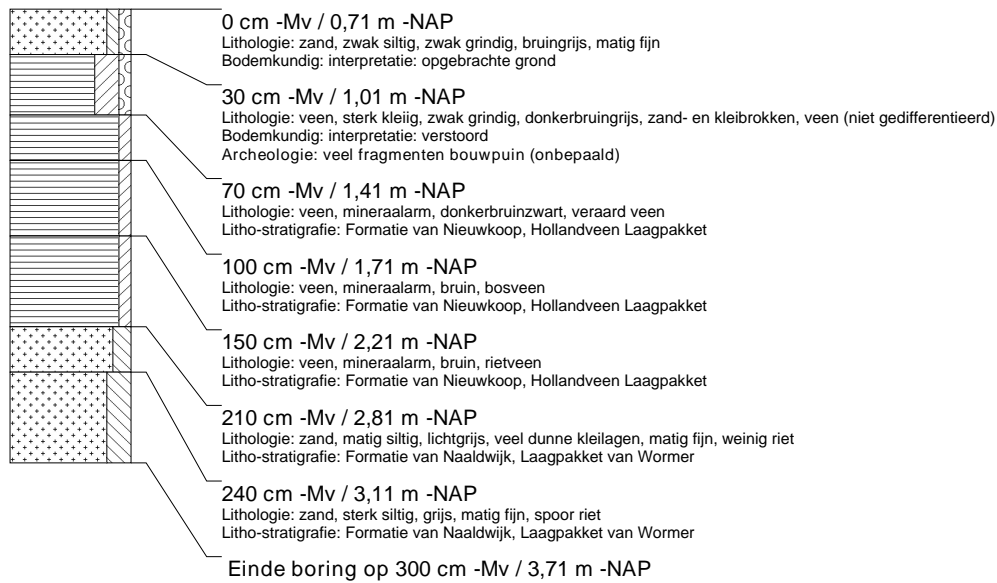 0 cm -Mv / 0,71 m -NAP
Lithologie: zand, zwak siltig, zwak grindig, bruingrijs, matig fijn
Bodemkundig: interpretatie: opgebrachte grond
30 cm -Mv / 1,01 m -NAP
Lithologie: veen, sterk kleiig, zwak grindig, donkerbruingrijs, zand- en kleibrokken, veen (niet gedifferentieerd)
Bodemkundig: interpretatie: verstoord
Archeologie: veel fragmenten bouwpuin (onbepaald)
70 cm -Mv / 1,41 m -NAP
Lithologie: veen, mineraalarm, donkerbruinzwart, veraard veen
Litho-stratigrafie: Formatie van Nieuwkoop, Hollandveen Laagpakket
100 cm -Mv / 1,71 m -NAP
Lithologie: veen, mineraalarm, bruin, bosveen
Litho-stratigrafie: Formatie van Nieuwkoop, Hollandveen Laagpakket
150 cm -Mv / 2,21 m -NAP
Lithologie: veen, mineraalarm, bruin, rietveen
Litho-stratigrafie: Formatie van Nieuwkoop, Hollandveen Laagpakket
210 cm -Mv / 2,81 m -NAP
Lithologie: zand, matig siltig, lichtgrijs, veel dunne kleilagen, matig fijn, weinig riet
Litho-stratigrafie: Formatie van Naaldwijk, Laagpakket van Wormer
240 cm -Mv / 3,11 m -NAP
Lithologie: zand, sterk siltig, grijs, matig fijn, spoor riet
Litho-stratigrafie: Formatie van Naaldwijk, Laagpakket van Wormer
Einde boring op 300 cm -Mv / 3,71 m -NAP